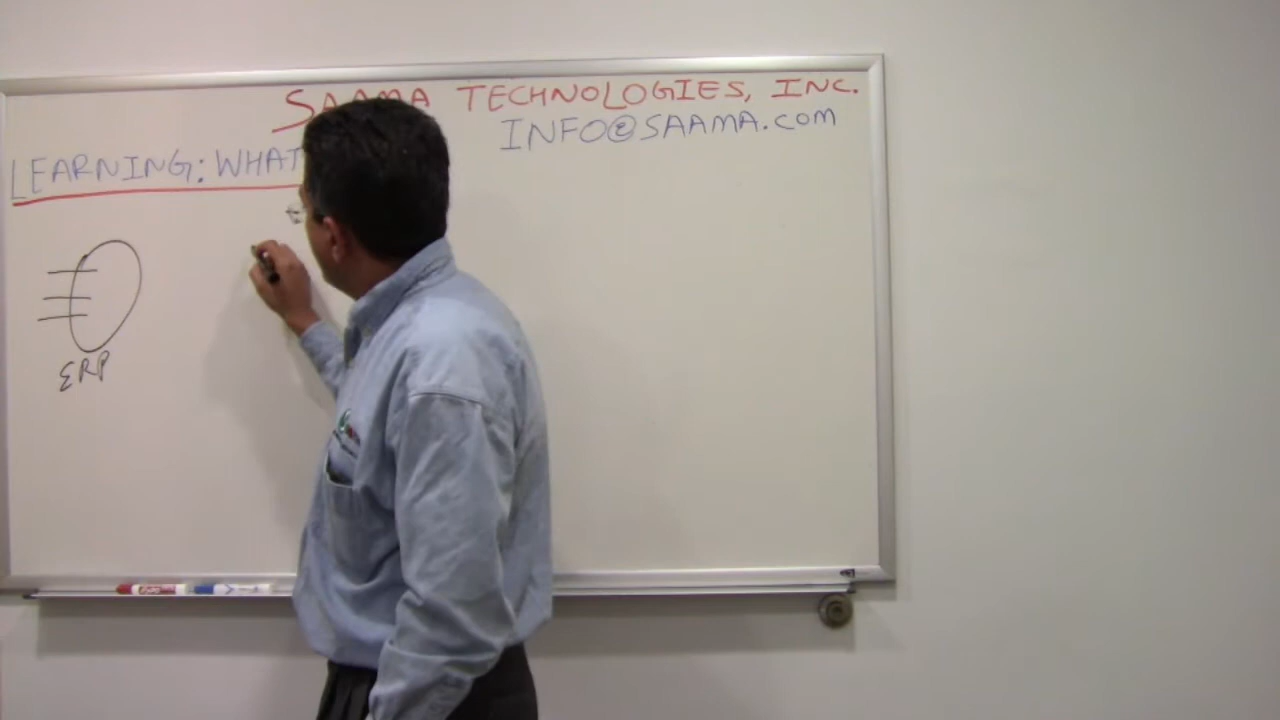 SAAMA TECHNOLOGIES, INC.
INFO@SAAMA.COM
LEARNING: WHAT
ERP